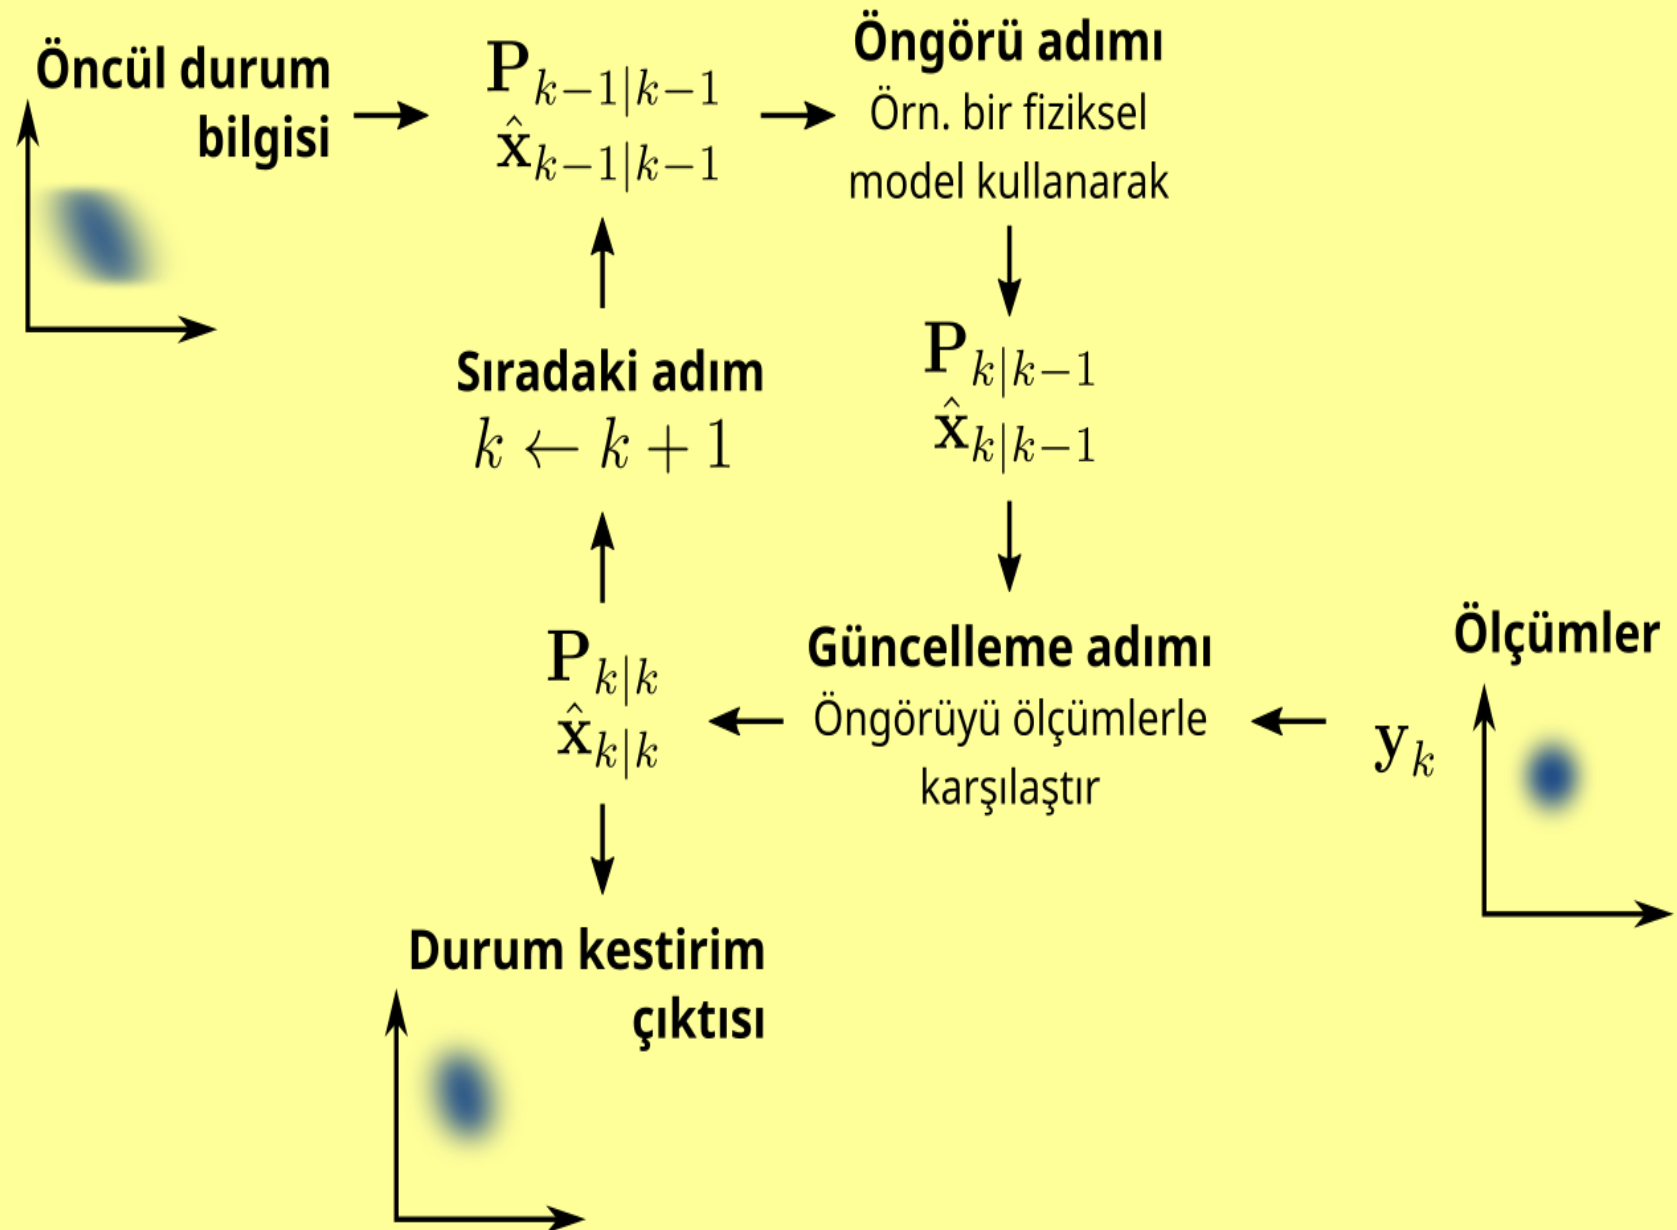 Öncül durum
bilgisi
P_{k−1|k−1}
x̂_{k−1|k−1}
Öngörü adımı
Örn. bir fiziksel
model kullanarak
P_{k|k−1}
x̂_{k|k−1}
Sıradaki adım
k ← k + 1
Güncelleme adımı
Öngörüyü ölçümlerle
karşılaştır
Ölçümler
y_k
P_{k|k}
x̂_{k|k}
Durum kestirim
çıktısı